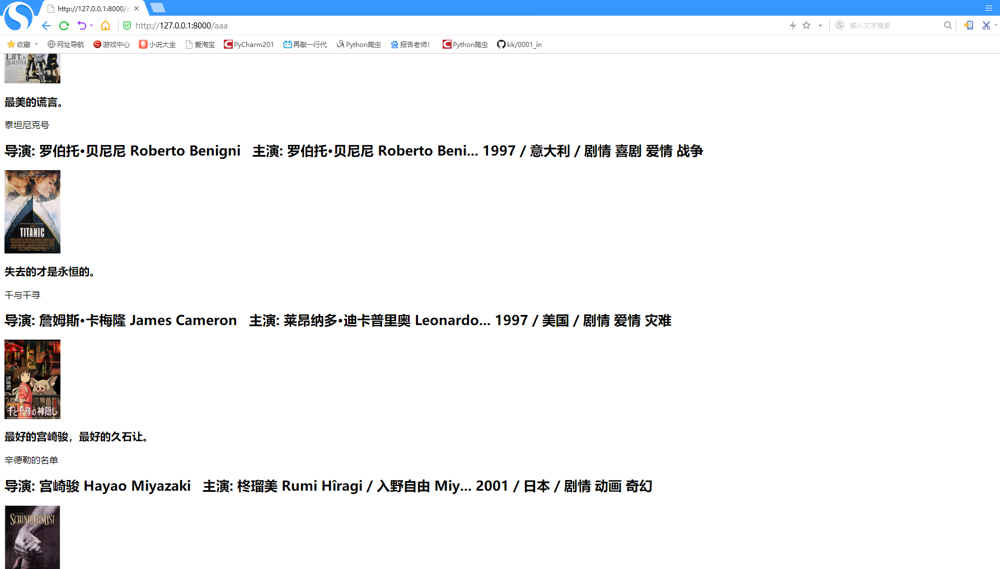 http://127.0.0.1:8000/a
http://127.0.0.1:8000/aaa
输入文字搜索
收藏
网址导航
游戏中心
小说大全
爱淘宝
PyCharm201
再敲一行代
Python爬虫
报告老师!
Python爬虫
kk/0001_in
LIFE IS
BEAUTIFUL
最美的谎言。
泰坦尼克号
导演: 罗伯托·贝尼尼 Roberto Benigni 主演: 罗伯托·贝尼尼 Roberto Beni... 1997 / 意大利 / 剧情 喜剧 爱情 战争
TITANIC
失去的才是永恒的。
千与千寻
导演: 詹姆斯·卡梅隆 James Cameron 主演: 莱昂纳多·迪卡普里奥 Leonardo... 1997 / 美国 / 剧情 爱情 灾难
千と千尋の神隠し
最好的宫崎骏，最好的久石让。
辛德勒的名单
导演: 宫崎骏 Hayao Miyazaki 主演: 柊瑠美 Rumi Hîragi / 入野自由 Miy... 2001 / 日本 / 剧情 动画 奇幻
SCHINDLER'S LIST